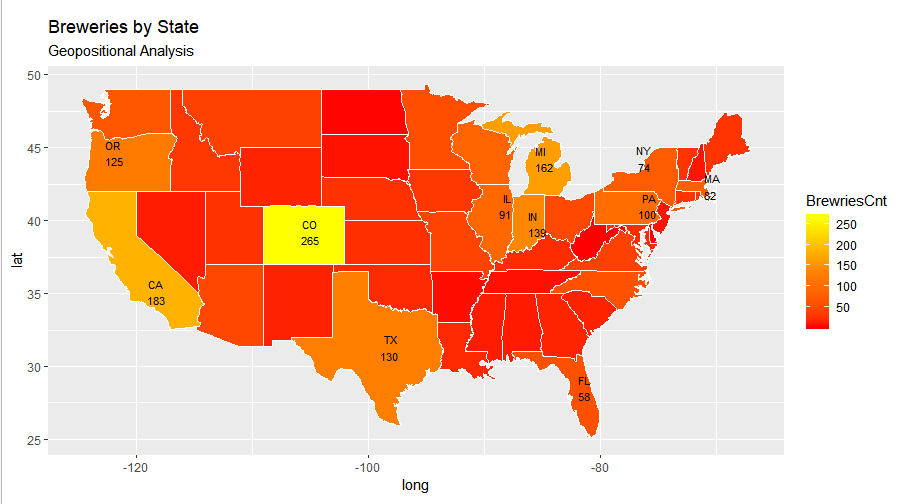 Breweries by State
Geopositional Analysis
50
45
40
35
30
25
lat
OR
125
MI
162
NY
74
MA
82
IL
91
IN
139
PA
100
CO
265
CA
183
TX
130
FL
58
-120
-100
-80
long
BrewriesCnt
250
200
150
100
50